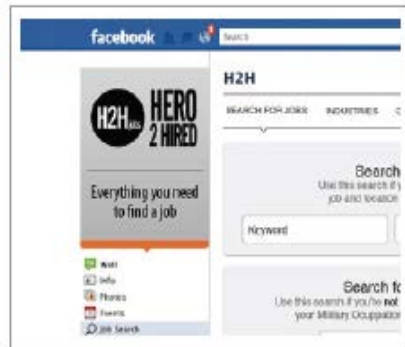 facebook
Search
H2H
H2H
HERO
2 HIRED
SEARCH FOR JOBS INDUSTRIES
Everything you need
to find a job
Search
Use this search if
job and location
Keyword
Wall
Info
Photos
Events
Job Search
Search fo
Use this search if you're not
your Military Occupation